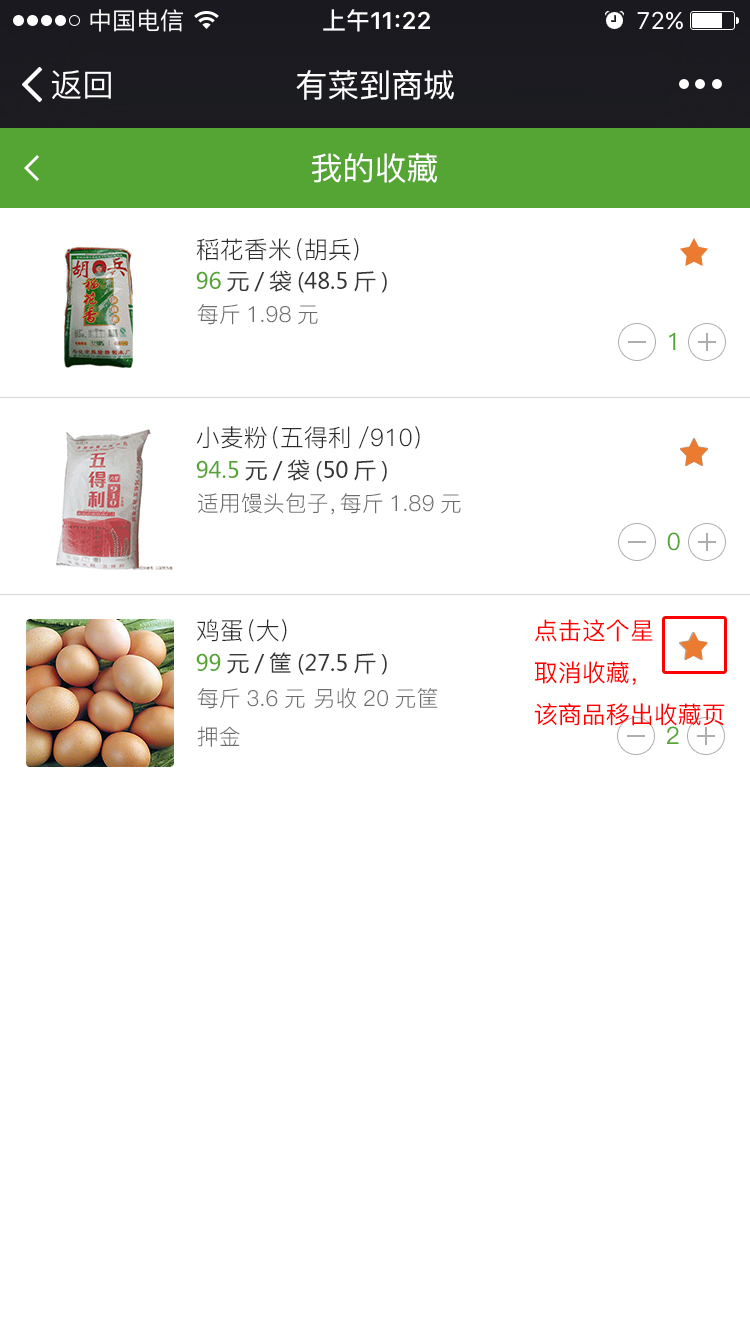 中国电信
上午11:22
72%
返回
有菜到商城
我的收藏
胡兵
稻花香
稻花香米(胡兵)
96 元 / 袋 (48.5 斤 )
每斤 1.98 元
1
五得利
小麦粉(五得利 /910)
94.5 元 / 袋 (50 斤 )
适用馒头包子, 每斤 1.89 元
0
鸡蛋(大)
99 元 / 筐 (27.5 斤 )
每斤 3.6 元 另收 20 元筐
押金
点击这个星
取消收藏,
该商品移出收藏页
2